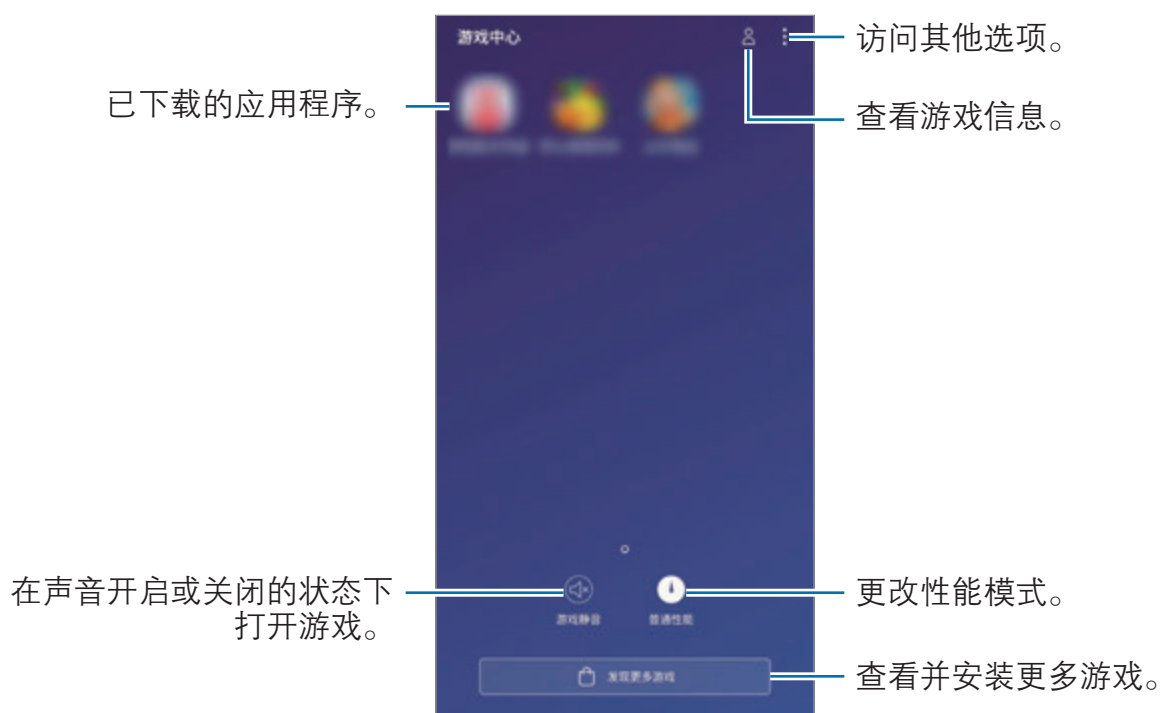 游戏中心
访问其他选项。
已下载的应用程序。
查看游戏信息。
在声音开启或关闭的状态下
打开游戏。
更改性能模式。
游戏静音
普通性能
发现更多游戏
查看并安装更多游戏。